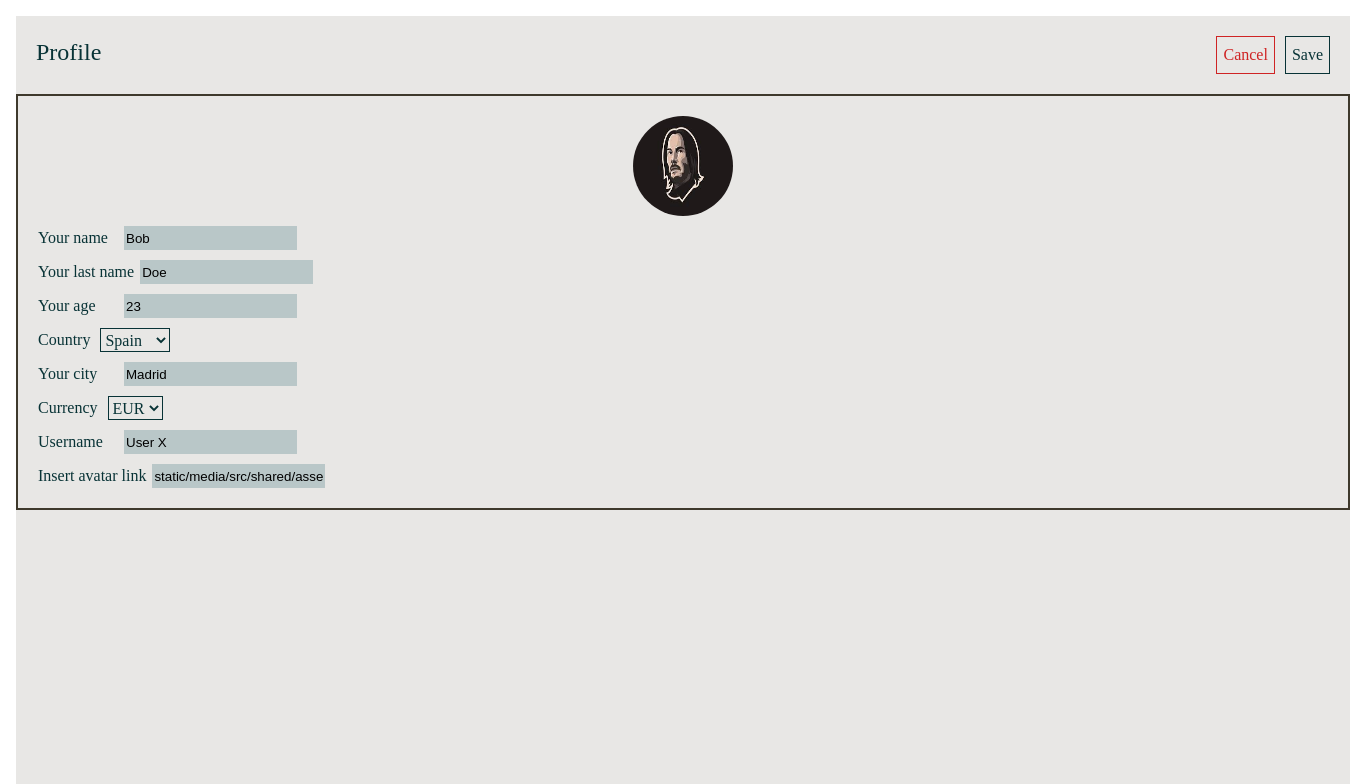 Profile
Cancel
Save
Your name Bob
Your last name Doe
Your age 23
Country Spain
Your city Madrid
Currency EUR
Username User X
Insert avatar link static/media/src/shared/asse